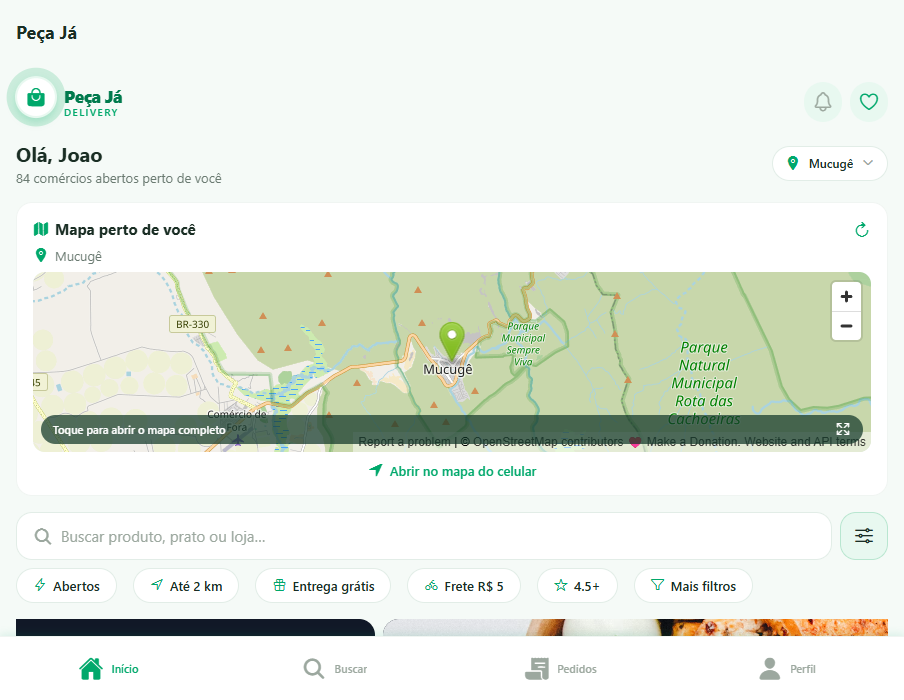 Peça Já
Peça Já
DELIVERY
Olá, Joao
84 comércios abertos perto de você
Mucugê
Mapa perto de você
Mucugê
+
−
BR-330
Parque
Municipal
Sempre
Viva
Mucugê
Parque
Natural
Municipal
Rota das
Cachoeiras
Comércio de
Fora
Toque para abrir o mapa completo
Report a problem | © OpenStreetMap contributors ♥ Make a Donation. Website and API terms
Abrir no mapa do celular
Buscar produto, prato ou loja...
Abertos
Até 2 km
Entrega grátis
Frete R$ 5
4.5+
Mais filtros
Início
Buscar
Pedidos
Perfil